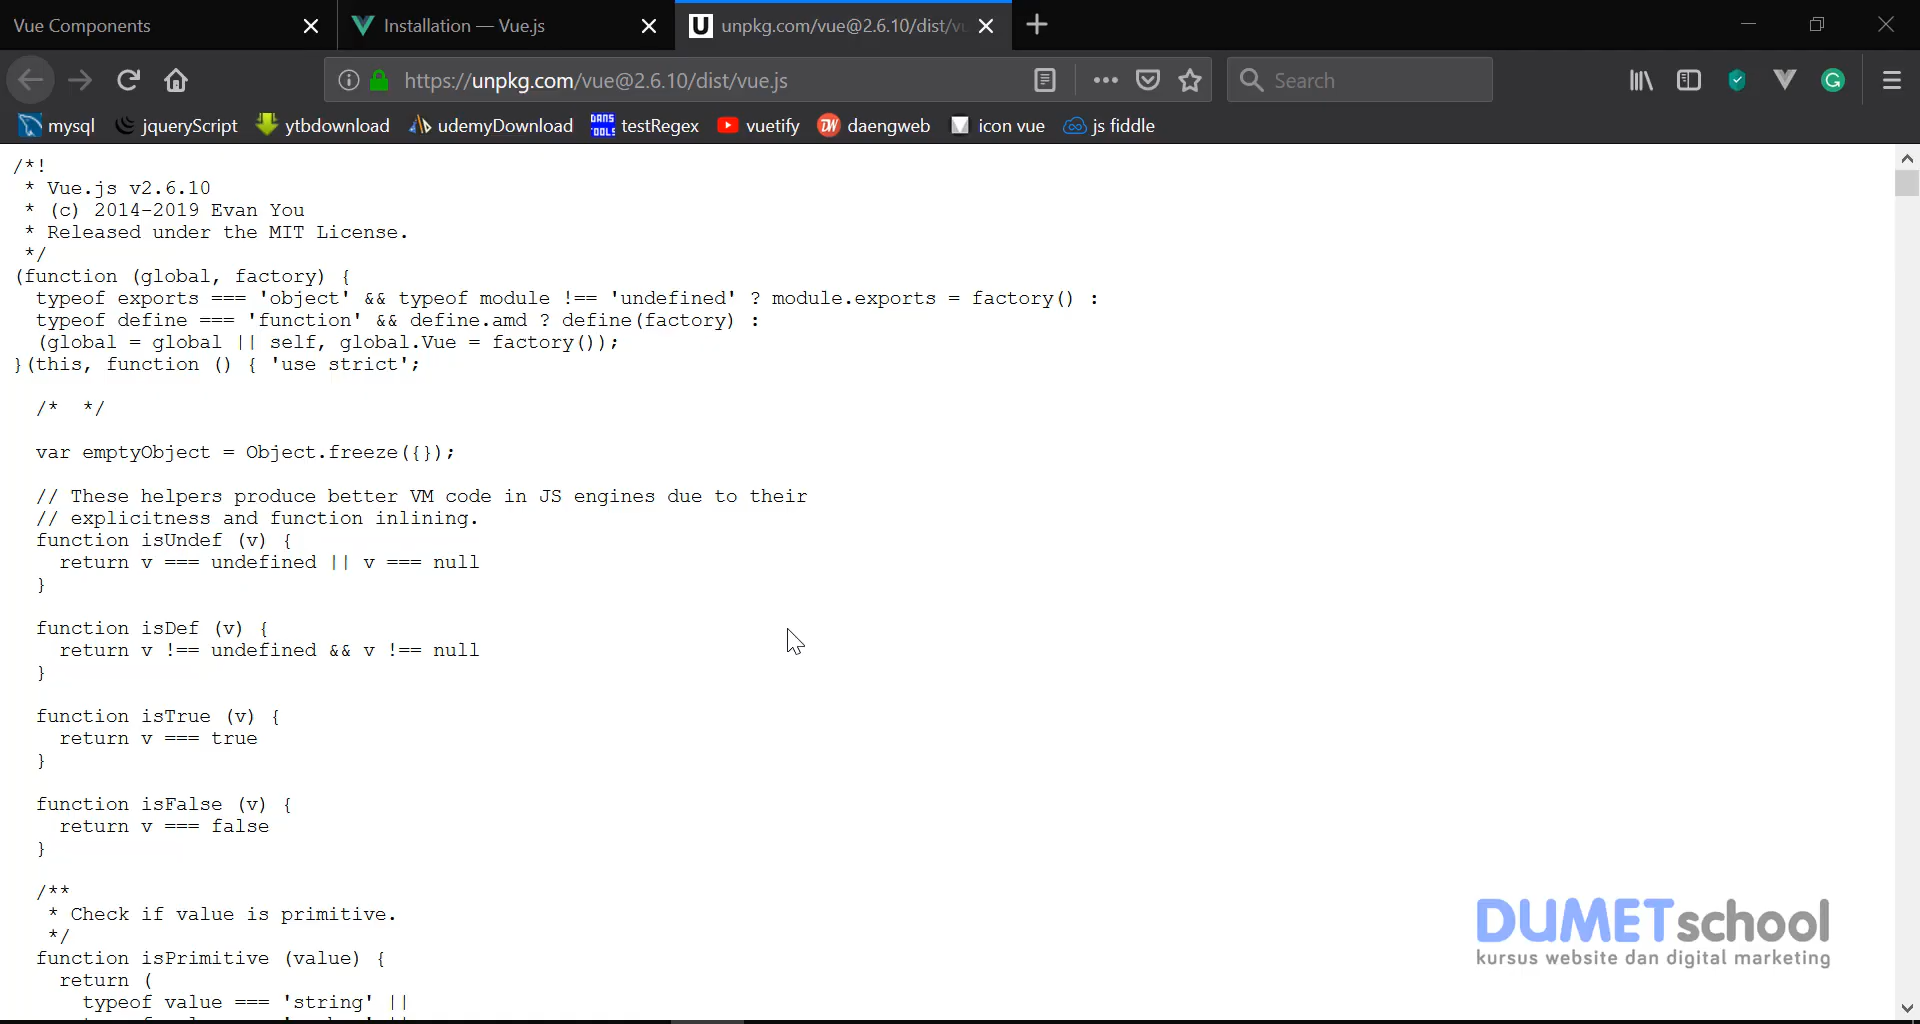 Vue Components
Installation — Vue.js
unpkg.com/vue@2.6.10/dist/vu
https://unpkg.com/vue@2.6.10/dist/vue.js
Search
mysql
jqueryScript
ytbdownload
udemyDownload
DANS TOOLS
testRegex
vuetify
DW
daengweb
icon vue
js fiddle
/*!
 * Vue.js v2.6.10
 * (c) 2014-2019 Evan You
 * Released under the MIT License.
 */
(function (global, factory) {
  typeof exports === 'object' && typeof module !== 'undefined' ? module.exports = factory() :
  typeof define === 'function' && define.amd ? define(factory) :
  (global = global || self, global.Vue = factory());
}(this, function () { 'use strict';
  /*  */
  var emptyObject = Object.freeze({});
  // These helpers produce better VM code in JS engines due to their
  // explicitness and function inlining.
  function isUndef (v) {
    return v === undefined || v === null
  }
  function isDef (v) {
    return v !== undefined && v !== null
  }
  function isTrue (v) {
    return v === true
  }
  function isFalse (v) {
    return v === false
  }
  /**
   * Check if value is primitive.
   */
  function isPrimitive (value) {
    return (
      typeof value === 'string' ||
DUMETschool
kursus website dan digital marketing